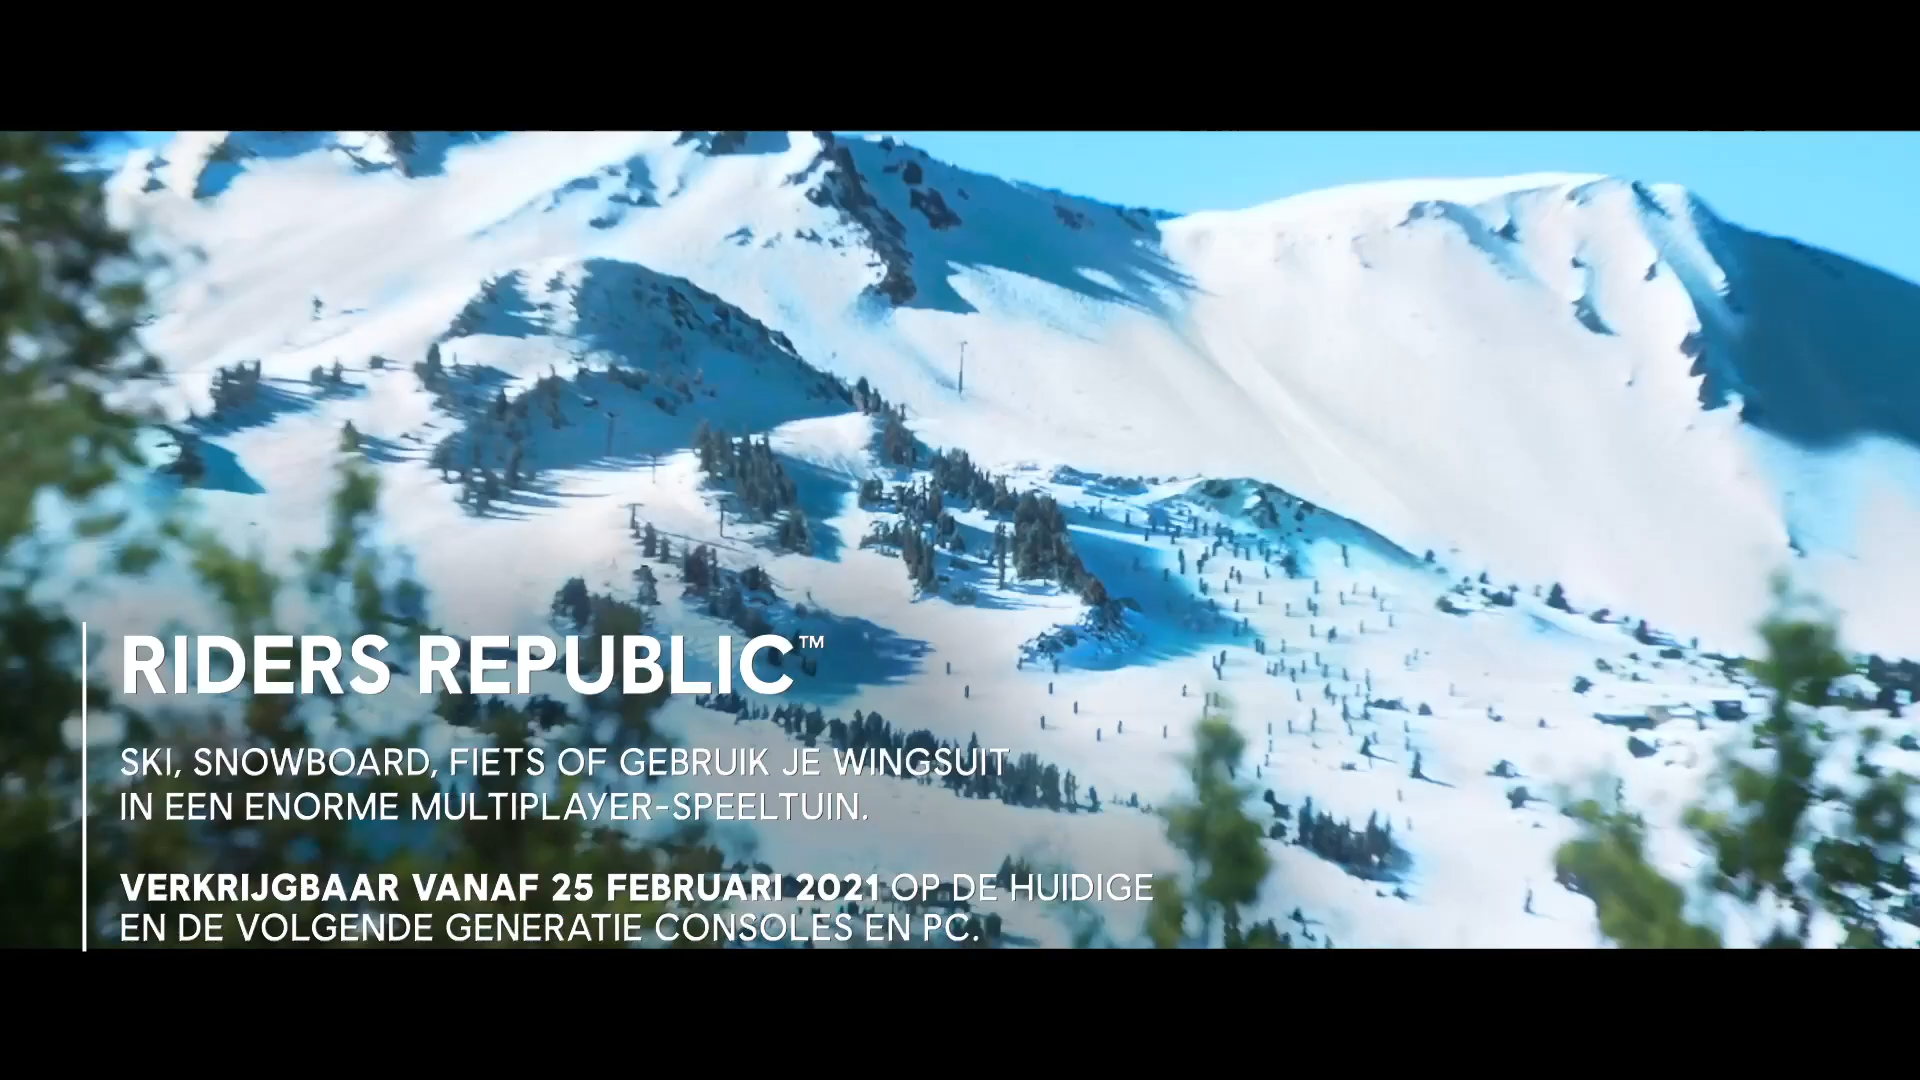 RIDERS REPUBLIC™
SKI, SNOWBOARD, FIETS OF GEBRUIK JE WINGSUIT
IN EEN ENORME MULTIPLAYER-SPEELTUIN.
VERKRIJGBAAR VANAF 25 FEBRUARI 2021 OP DE HUIDIGE
EN DE VOLGENDE GENERATIE CONSOLES EN PC.